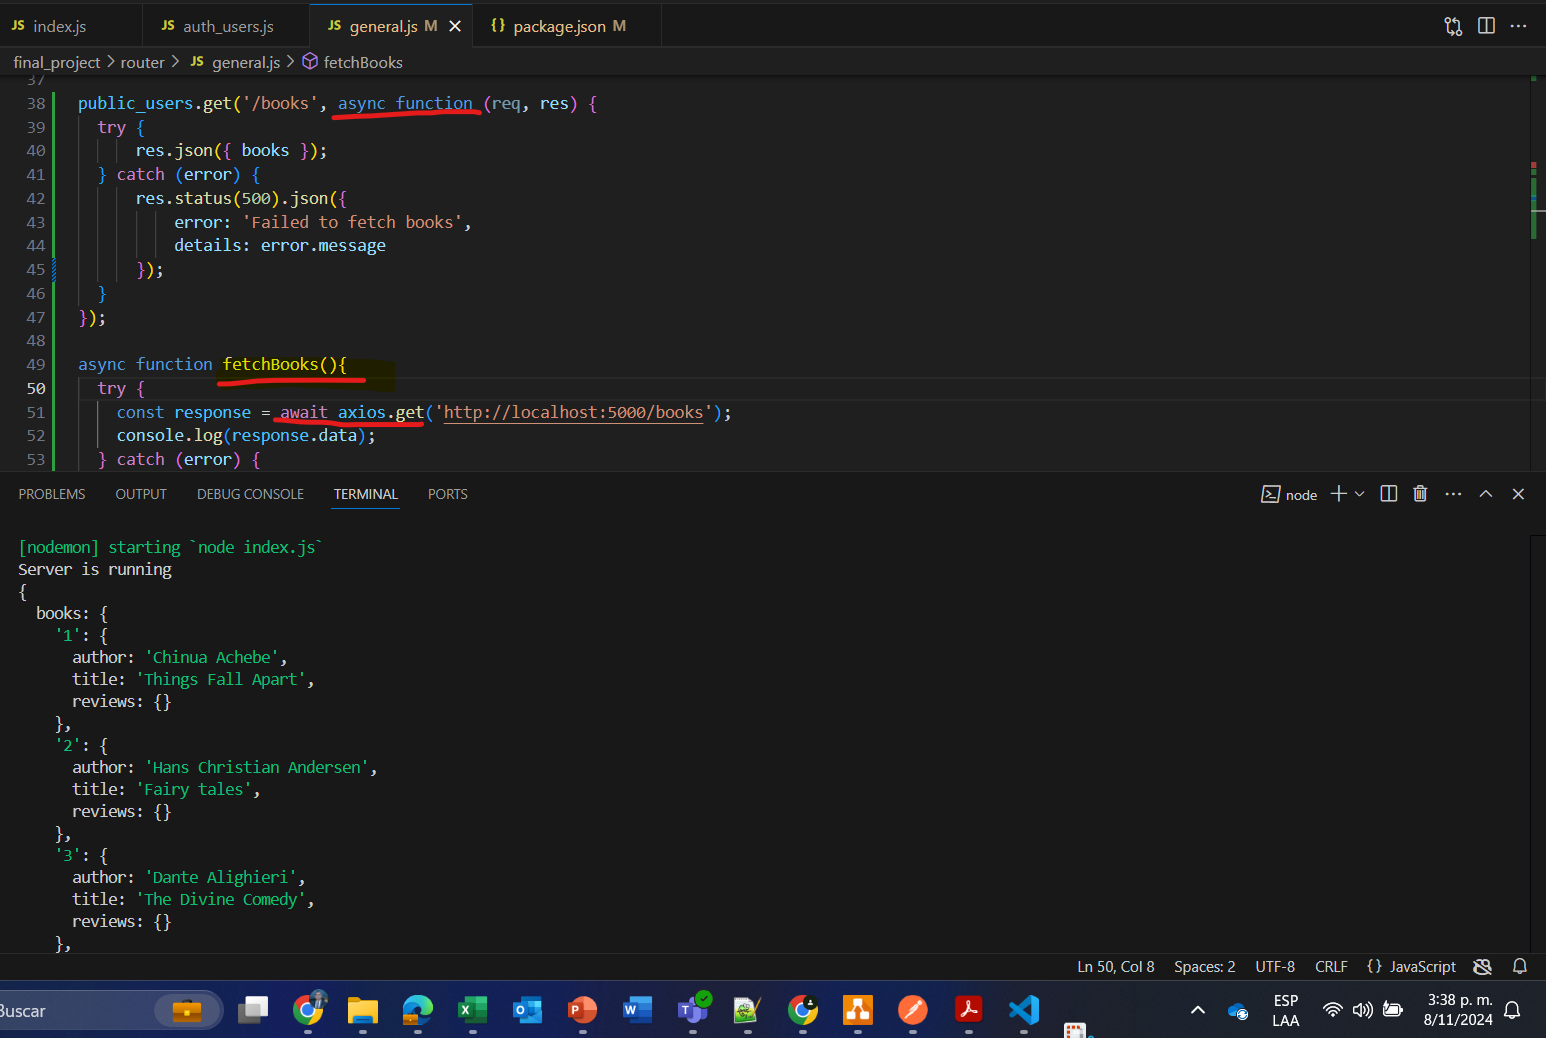 JS index.js
JS auth_users.js
JS general.js M
{} package.json M
final_project > router > JS general.js > fetchBooks
37
38 public_users.get('/books', async function (req, res) {
39 try {
40 res.json({ books });
41 } catch (error) {
42 res.status(500).json({
43 error: 'Failed to fetch books',
44 details: error.message
45 });
46 }
47 });
48
49 async function fetchBooks(){
50 try {
51 const response = await axios.get('http://localhost:5000/books');
52 console.log(response.data);
53 } catch (error) {
PROBLEMS OUTPUT DEBUG CONSOLE TERMINAL PORTS
node
[nodemon] starting `node index.js`
Server is running
{
books: {
'1': {
author: 'Chinua Achebe',
title: 'Things Fall Apart',
reviews: {}
},
'2': {
author: 'Hans Christian Andersen',
title: 'Fairy tales',
reviews: {}
},
'3': {
author: 'Dante Alighieri',
title: 'The Divine Comedy',
reviews: {}
},
Ln 50, Col 8 Spaces: 2 UTF-8 CRLF {} JavaScript
Buscar
ESP
LAA
3:38 p. m.
8/11/2024